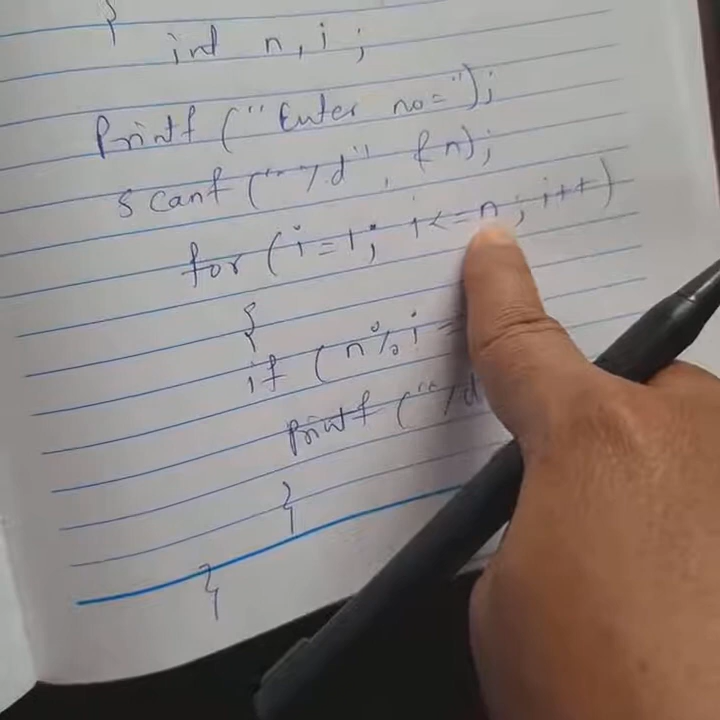 {
int n, i ;
Printf ("Enter no=");
scanf ("%d", &n);
for (i=1; i<=n; i++)
{
if (n%i =
Printf ("%d
}
}